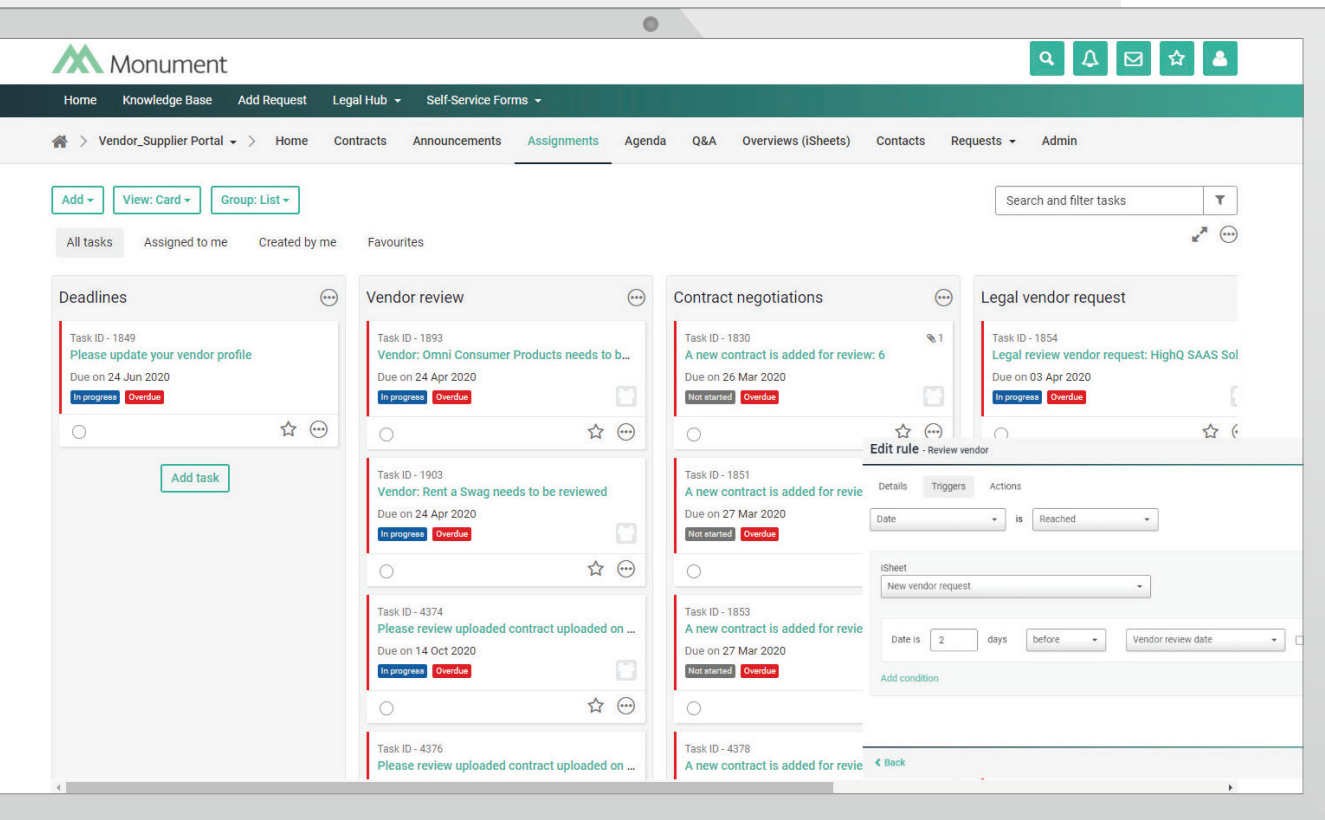 Monument
Home Knowledge Base Add Request Legal Hub Self-Service Forms
Vendor_Supplier Portal Home Contracts Announcements Assignments Agenda Q&A Overviews (iSheets) Contacts Requests Admin
Add View: Card Group: List Search and filter tasks
All tasks Assigned to me Created by me Favourites
Deadlines
Task ID - 1849
Please update your vendor profile
Due on 24 Jun 2020
In progress Overdue
Add task
Vendor review
Task ID - 1893
Vendor: Omni Consumer Products needs to b...
Due on 24 Apr 2020
In progress Overdue
Task ID - 1903
Vendor: Rent a Swag needs to be reviewed
Due on 24 Apr 2020
In progress Overdue
Task ID - 4374
Please review uploaded contract uploaded on ...
Due on 14 Oct 2020
In progress Overdue
Task ID - 4376
Please review uploaded contract uploaded on ...
Contract negotiations
Task ID - 1830 1
A new contract is added for review: 6
Due on 26 Mar 2020
Not started Overdue
Task ID - 1851
A new contract is added for revie
Due on 27 Mar 2020
Not started Overdue
Task ID - 1853
A new contract is added for revie
Due on 27 Mar 2020
Not started Overdue
Task ID - 4378
A new contract is added for revie
Legal vendor request
Task ID - 1854
Legal review vendor request: HighQ SAAS Sol
Due on 03 Apr 2020
In progress Overdue
Edit rule - Review vendor
Details Triggers Actions
Date is Reached
iSheet
New vendor request
Date is 2 days before Vendor review date
Add condition
Back